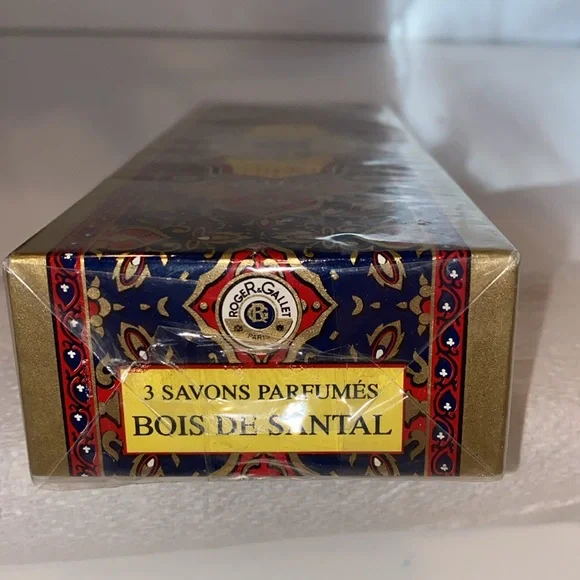 ROGER & GALLET
PARIS
3 SAVONS PARFUMÉS
BOIS DE SANTAL